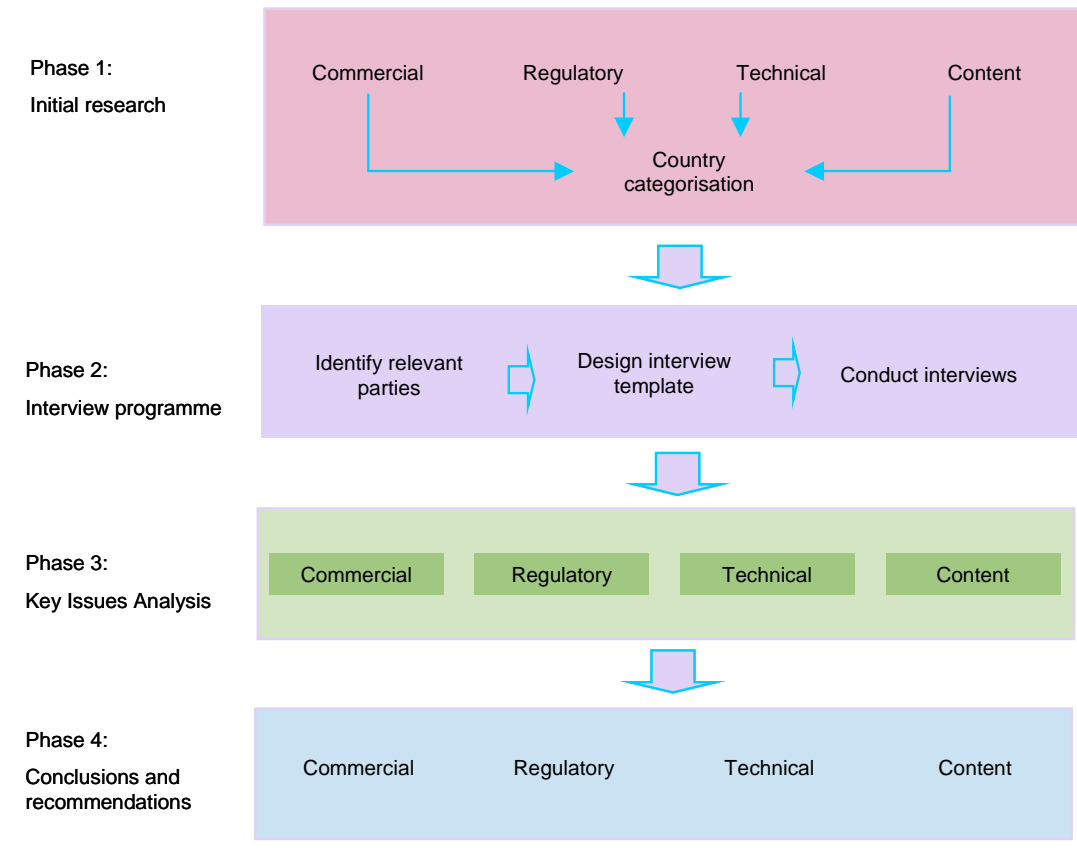 Phase 1:
Initial research
Commercial
Regulatory
Technical
Content
Country
categorisation
Phase 2:
Interview programme
Identify relevant
parties
Design interview
template
Conduct interviews
Phase 3:
Key Issues Analysis
Commercial
Regulatory
Technical
Content
Phase 4:
Conclusions and
recommendations
Commercial
Regulatory
Technical
Content